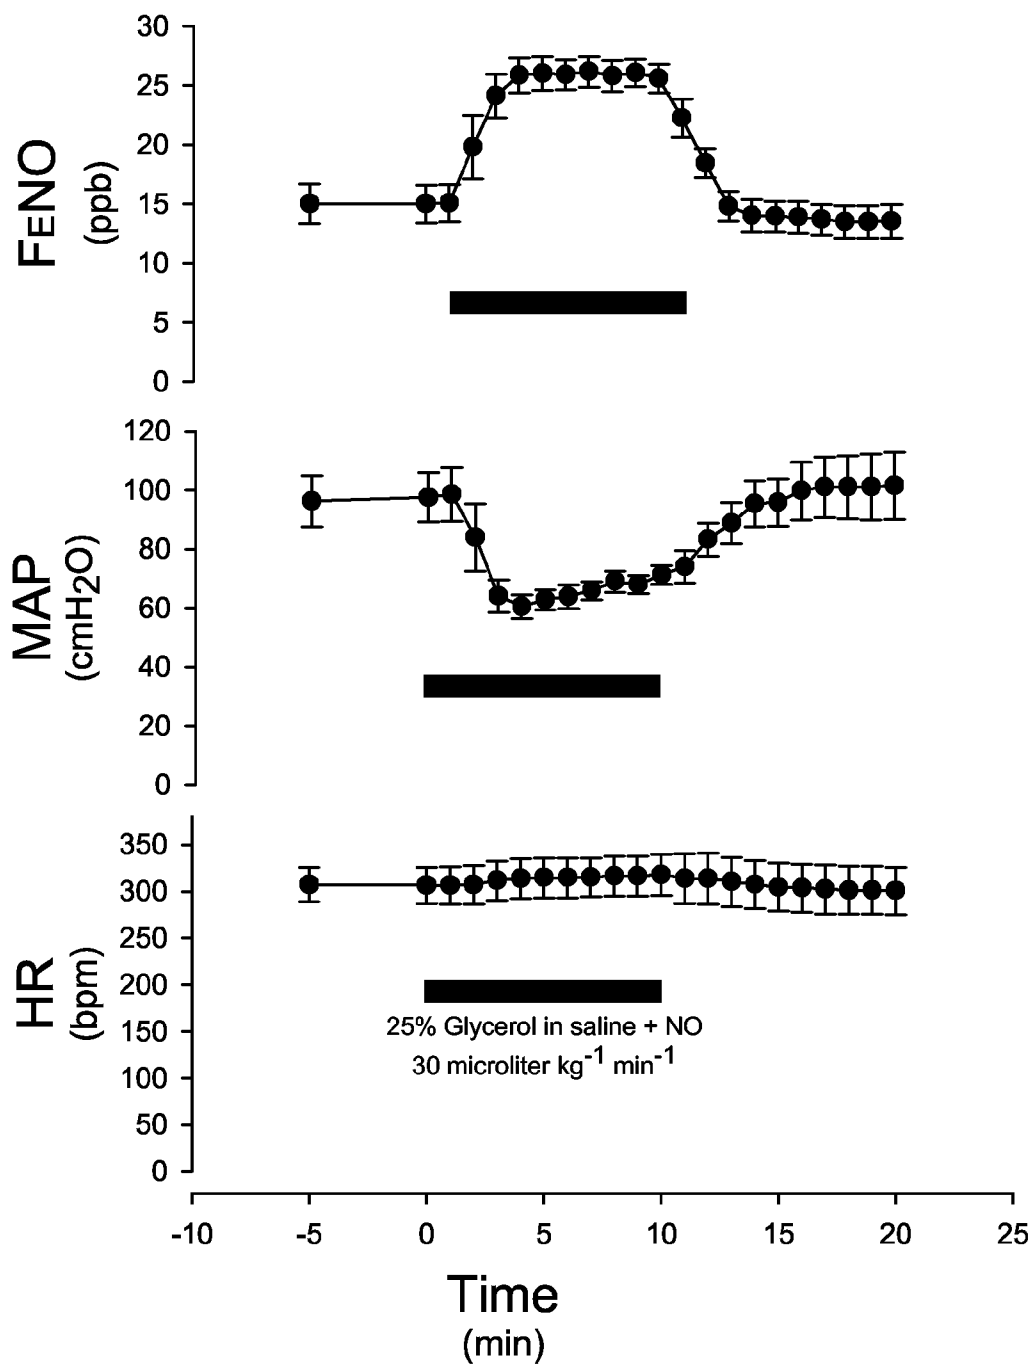 FENO
(ppb)
30
25
20
15
10
5
0
MAP
(cmH2O)
120
100
80
60
40
20
0
HR
(bpm)
350
300
250
200
150
100
50
0
25% Glycerol in saline + NO
30 microliter kg-1 min-1
-10 -5 0 5 10 15 20 25
Time
(min)